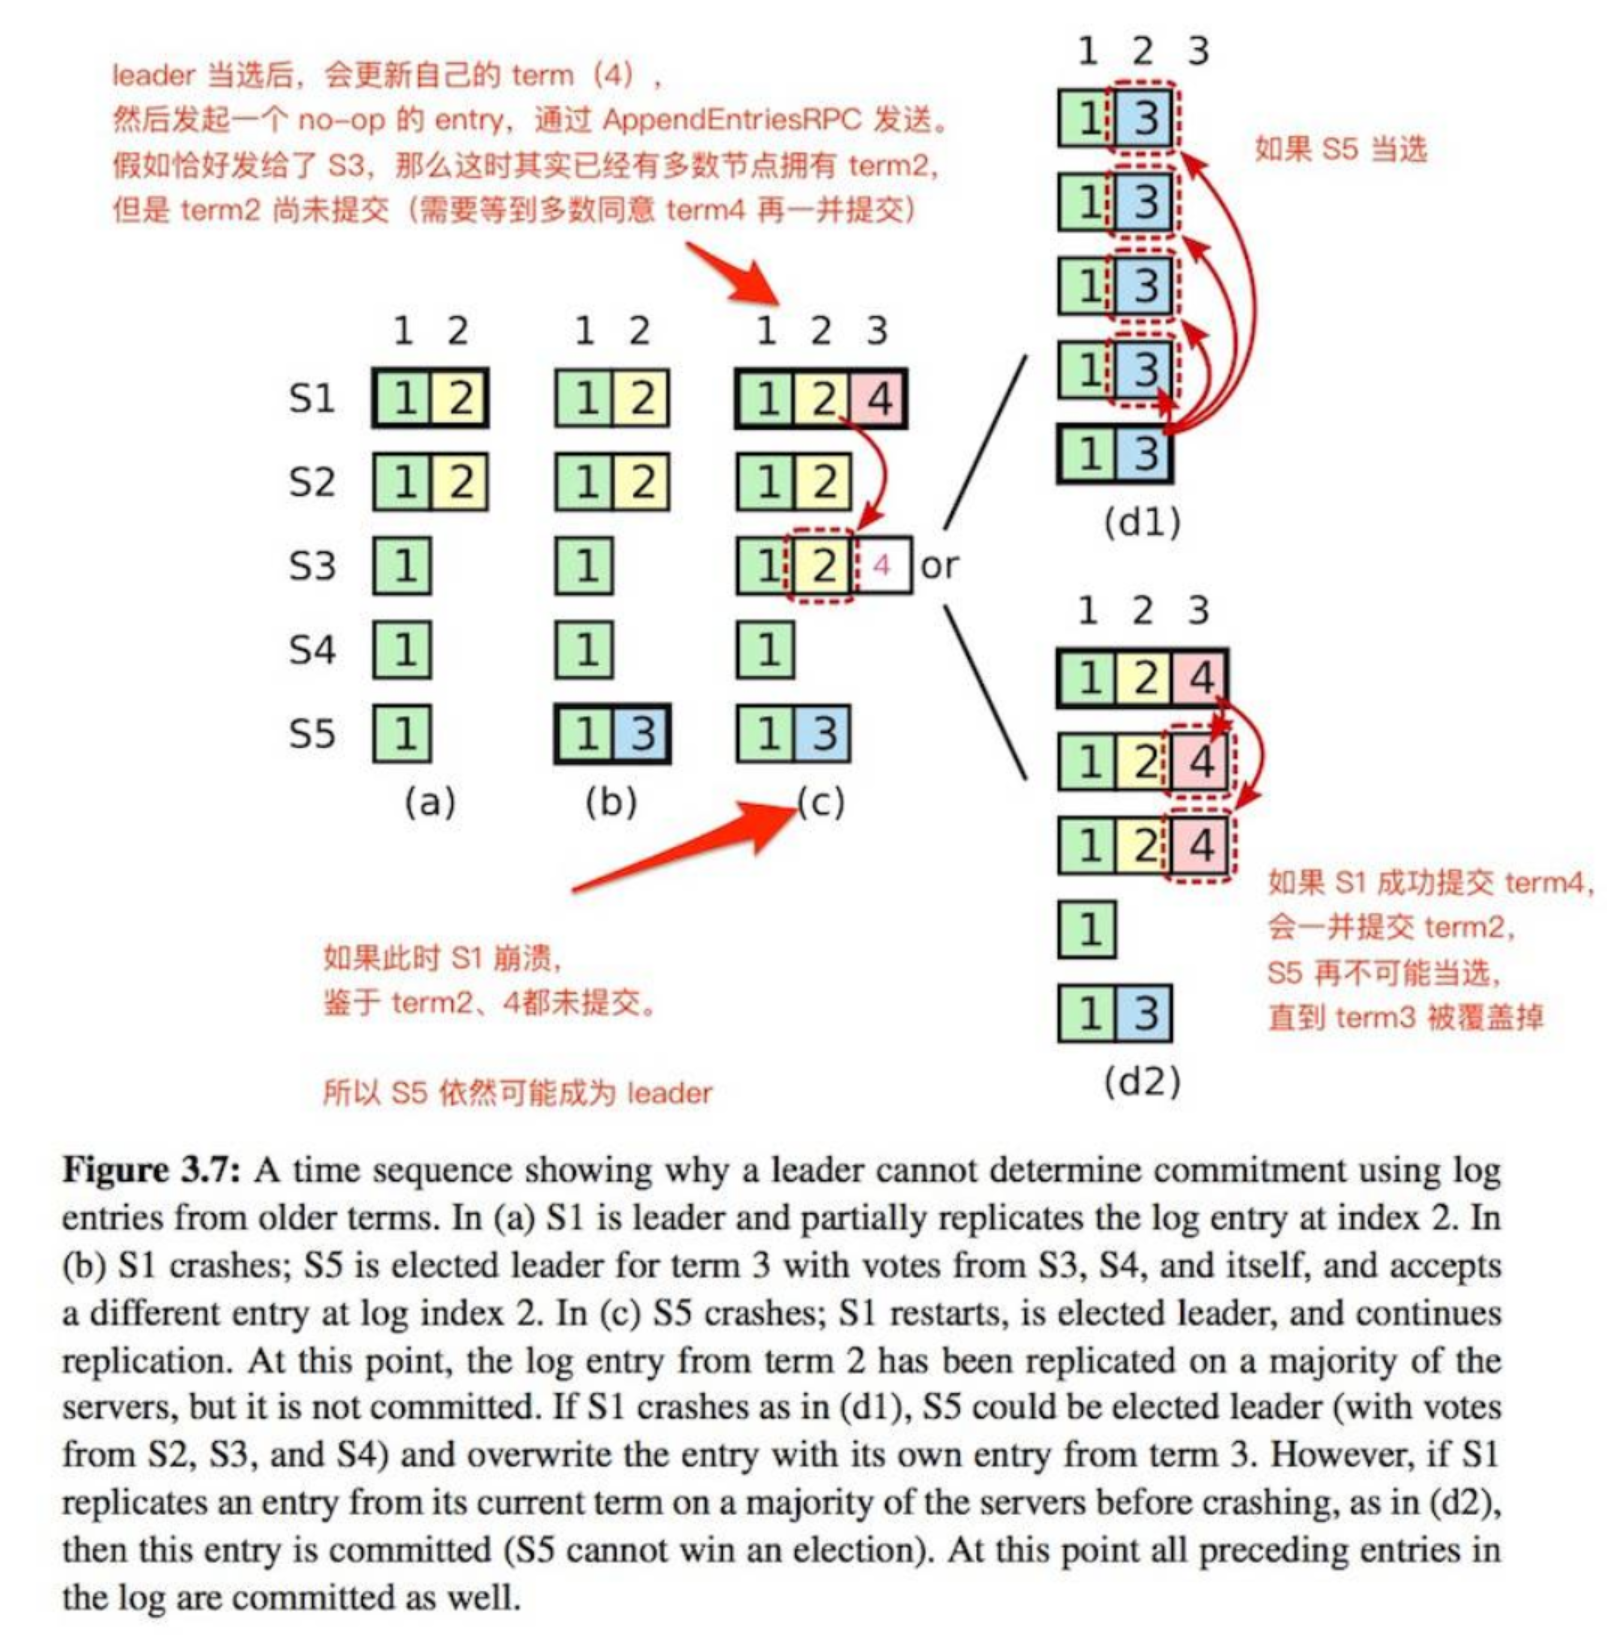 leader 当选后，会更新自己的 term（4），
然后发起一个 no-op 的 entry，通过 AppendEntriesRPC 发送。
假如恰好发给了 S3，那么这时其实已经有多数节点拥有 term2，
但是 term2 尚未提交（需要等到多数同意 term4 再一并提交）
1 2
S1 1 2
S2 1 2
S3 1
S4 1
S5 1
(a)
1 2
1 2
1 2
1
1
1 3
(b)
1 2 3
1 2 4
1 2
1 2 4
1
1 3
(c)
or
如果此时 S1 崩溃，
鉴于 term2、4都未提交。
所以 S5 依然可能成为 leader
1 2 3
1 3
1 3
1 3
1 3
1 3
(d1)
如果 S5 当选
1 2 3
1 2 4
1 2 4
1 2 4
1
1 3
(d2)
如果 S1 成功提交 term4，
会一并提交 term2，
S5 再不可能当选，
直到 term3 被覆盖掉
Figure 3.7: A time sequence showing why a leader cannot determine commitment using log
entries from older terms. In (a) S1 is leader and partially replicates the log entry at index 2. In
(b) S1 crashes; S5 is elected leader for term 3 with votes from S3, S4, and itself, and accepts
a different entry at log index 2. In (c) S5 crashes; S1 restarts, is elected leader, and continues
replication. At this point, the log entry from term 2 has been replicated on a majority of the
servers, but it is not committed. If S1 crashes as in (d1), S5 could be elected leader (with votes
from S2, S3, and S4) and overwrite the entry with its own entry from term 3. However, if S1
replicates an entry from its current term on a majority of the servers before crashing, as in (d2),
then this entry is committed (S5 cannot win an election). At this point all preceding entries in
the log are committed as well.